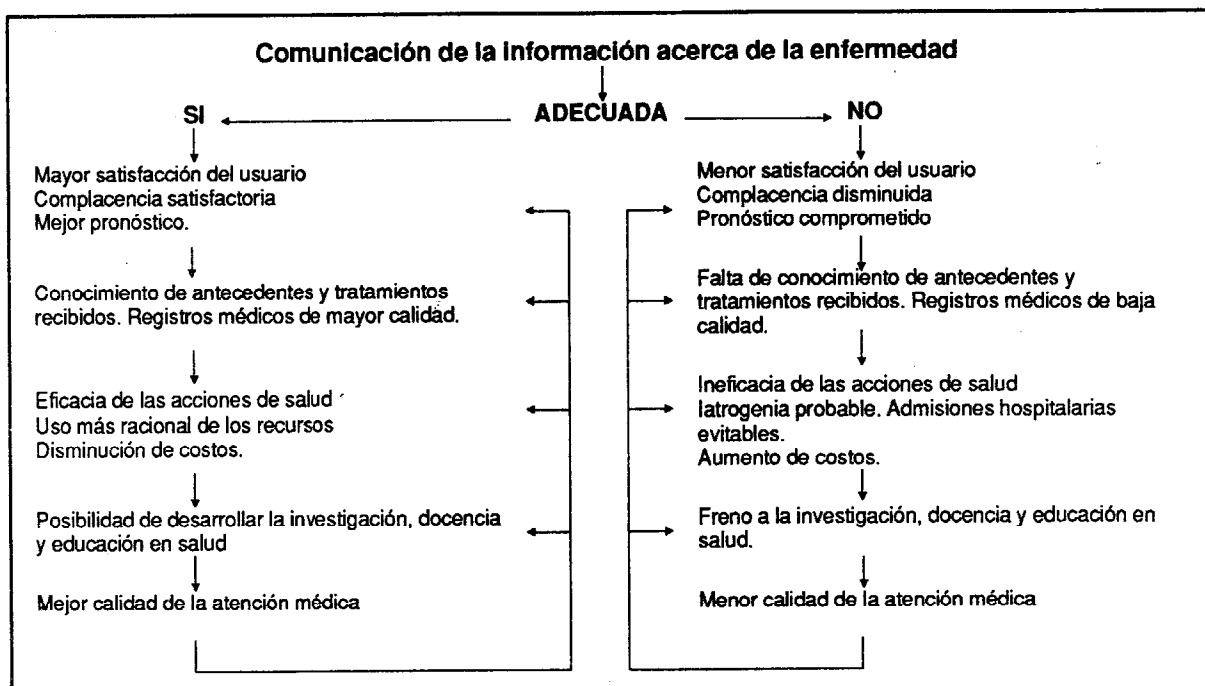 Comunicación de la información acerca de la enfermedad
SI ADECUADA NO
Mayor satisfacción del usuario
Complacencia satisfactoria
Mejor pronóstico.
Conocimiento de antecedentes y tratamientos
recibidos. Registros médicos de mayor calidad.
Eficacia de las acciones de salud
Uso más racional de los recursos
Disminución de costos.
Posibilidad de desarrollar la investigación, docencia
y educación en salud
Mejor calidad de la atención médica
Menor satisfacción del usuario
Complacencia disminuida
Pronóstico comprometido
Falta de conocimiento de antecedentes y
tratamientos recibidos. Registros médicos de baja
calidad.
Ineficacia de las acciones de salud
Iatrogenia probable. Admisiones hospitalarias
evitables.
Aumento de costos.
Freno a la investigación, docencia y educación en
salud.
Menor calidad de la atención médica